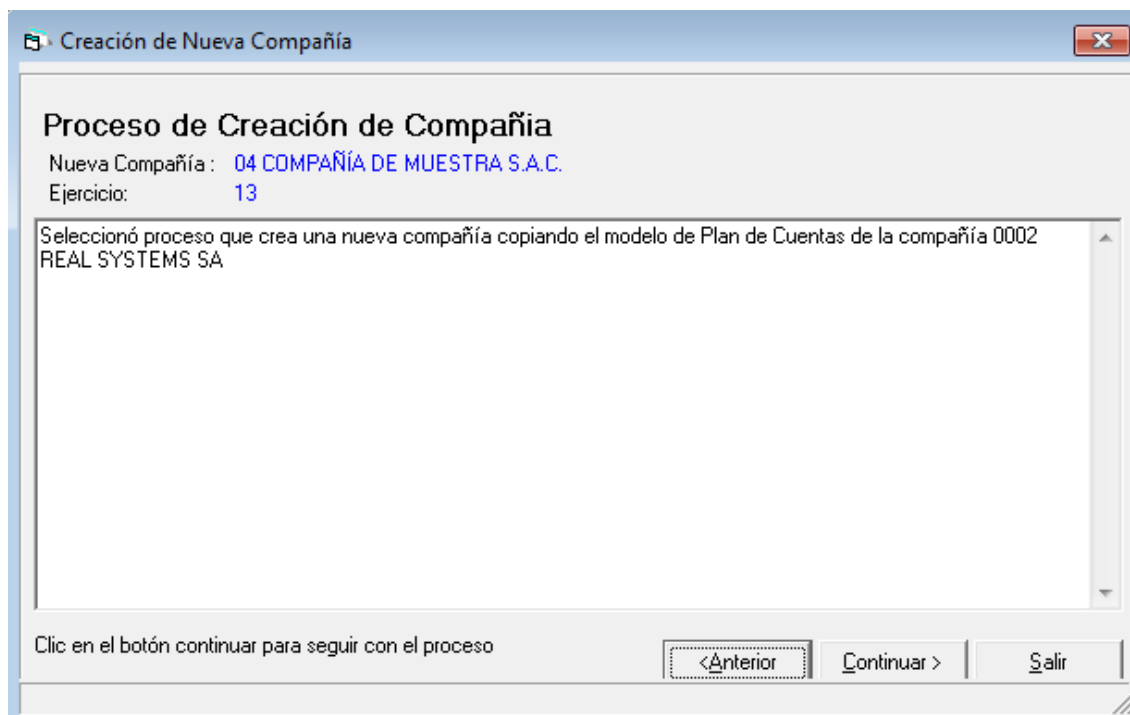 Creación de Nueva Compañía
Proceso de Creación de Compañia
Nueva Compañía : 04 COMPAÑÍA DE MUESTRA S.A.C.
Ejercicio: 13
Seleccionó proceso que crea una nueva compañía copiando el modelo de Plan de Cuentas de la compañía 0002
REAL SYSTEMS SA
Clic en el botón continuar para seguir con el proceso
<Anterior Continuar > Salir